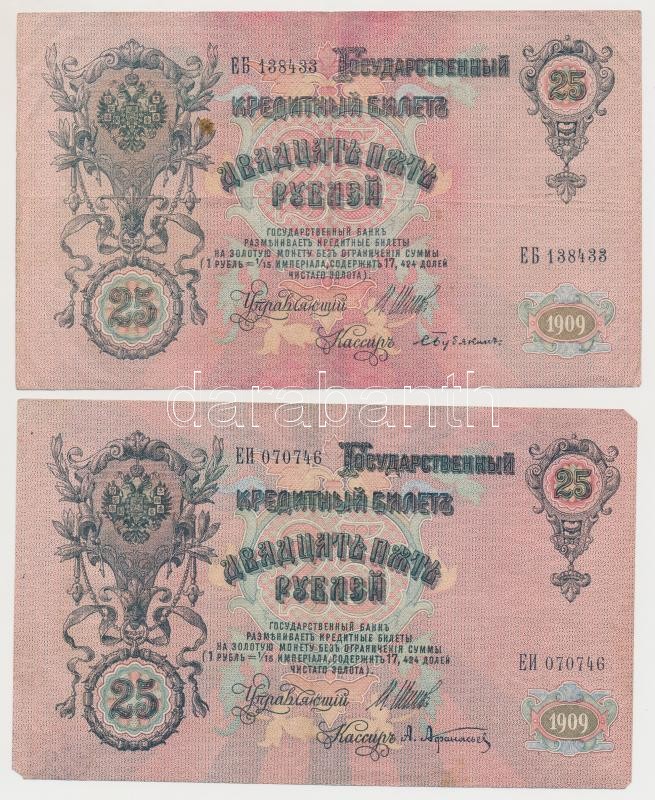 ЕБ 138433 Государственный
25
Кредитный Билетъ
Двадцать пять
рублей
ГОСУДАРСТВЕННЫЙ БАНКЪ
РАЗМѢНИВАЕТЪ КРЕДИТНЫЕ БИЛЕТЫ
НА ЗОЛОТУЮ МОНЕТУ БЕЗЪ ОГРАНИЧЕНІЯ СУММЫ
(1 РУБЛЬ = 1/15 ИМПЕРІАЛА, СОДЕРЖИТЪ 17,424 ДОЛЕЙ
ЧИСТАГО ЗОЛОТА).
ЕБ 138433
25
Управляющій И. Шипов
Кассиръ
1909
darabanth
ЕИ 070746 Государственный
25
Кредитный Билетъ
Двадцать пять
рублей
ГОСУДАРСТВЕННЫЙ БАНКЪ
РАЗМѢНИВАЕТЪ КРЕДИТНЫЕ БИЛЕТЫ
НА ЗОЛОТУЮ МОНЕТУ БЕЗЪ ОГРАНИЧЕНІЯ СУММЫ
(1 РУБЛЬ = 1/15 ИМПЕРІАЛА, СОДЕРЖИТЪ 17,424 ДОЛЕЙ
ЧИСТАГО ЗОЛОТА).
ЕИ 070746
25
Управляющій И. Шипов
Кассиръ А. Афанасьев
1909